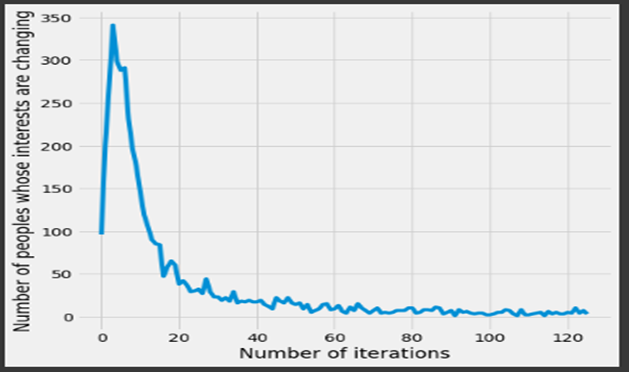 Number of peoples whose interests are changing
350
300
250
200
150
100
50
0
0 20 40 60 80 100 120
Number of iterations